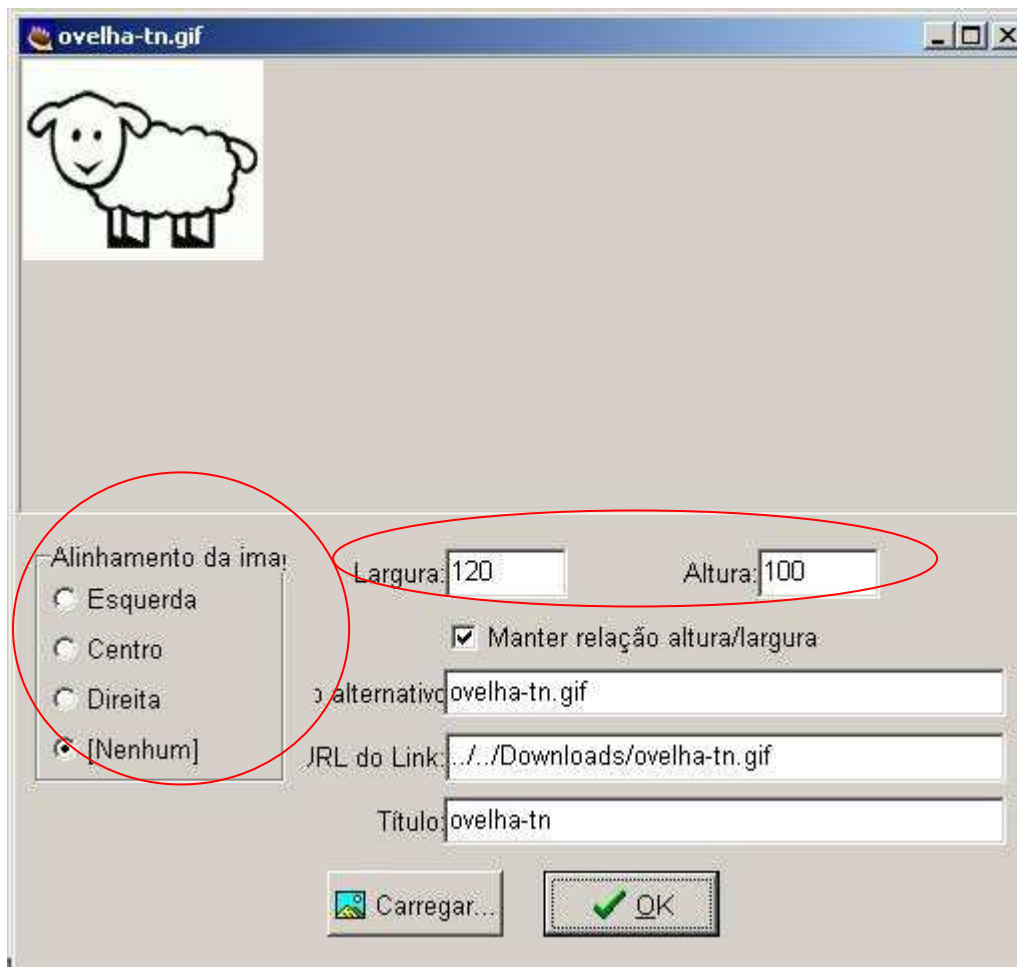 ovelha-tn.gif
Alinhamento da ima
Esquerda
Centro
Direita
[Nenhum]
Largura: 120
Altura: 100
Manter relação altura/largura
o alternativo ovelha-tn.gif
URL do Link: ../../Downloads/ovelha-tn.gif
Título: ovelha-tn
Carregar...
OK